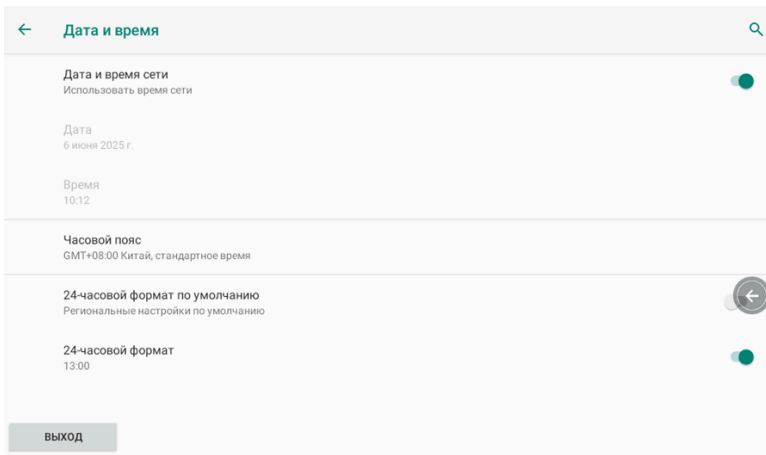 Дата и время
Дата и время сети
Использовать время сети
Дата
6 июня 2025 г.
Время
10:12
Часовой пояс
GMT+08:00 Китай, стандартное время
24-часовой формат по умолчанию
Региональные настройки по умолчанию
24-часовой формат
13:00
ВЫХОД